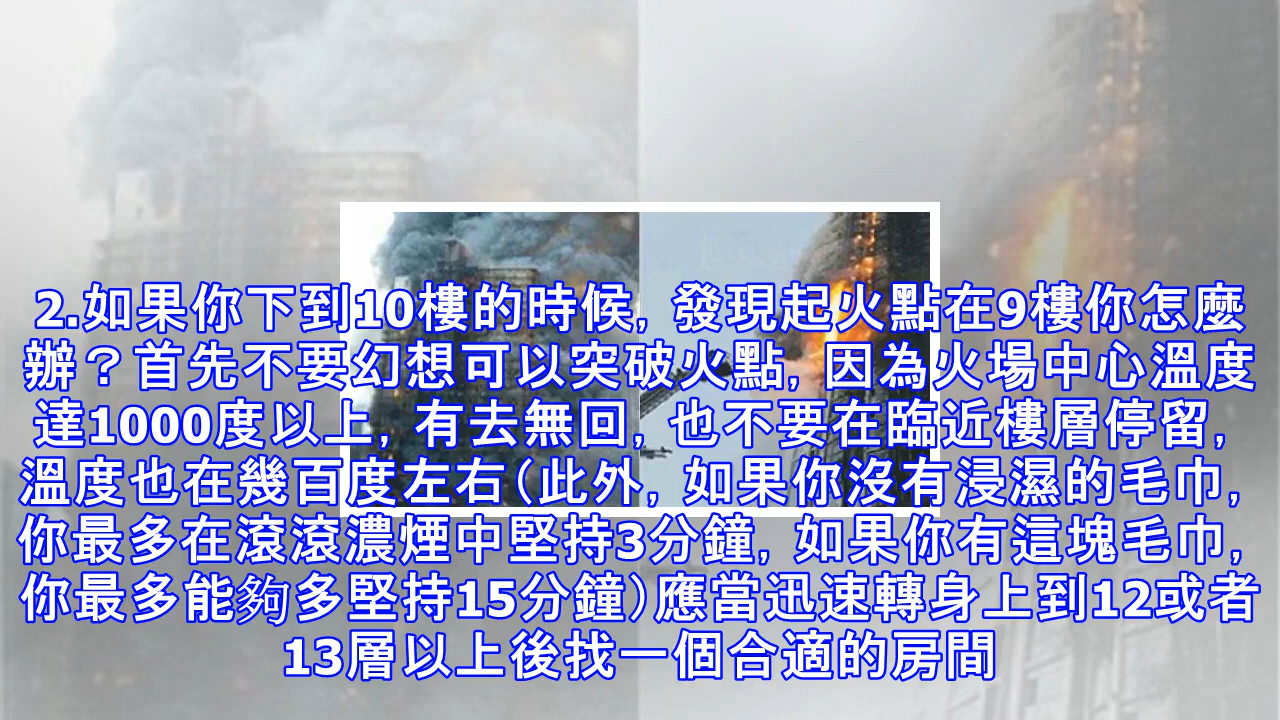 2.如果你下到10樓的時候, 發現起火點在9樓你怎麼
辦？首先不要幻想可以突破火點, 因為火場中心溫度
達1000度以上, 有去無回, 也不要在臨近樓層停留,
溫度也在幾百度左右(此外, 如果你沒有浸濕的毛巾,
你最多在滾滾濃煙中堅持3分鐘, 如果你有這塊毛巾,
你最多能夠多堅持15分鐘)應當迅速轉身上到12或者
13層以上後找一個合適的房間